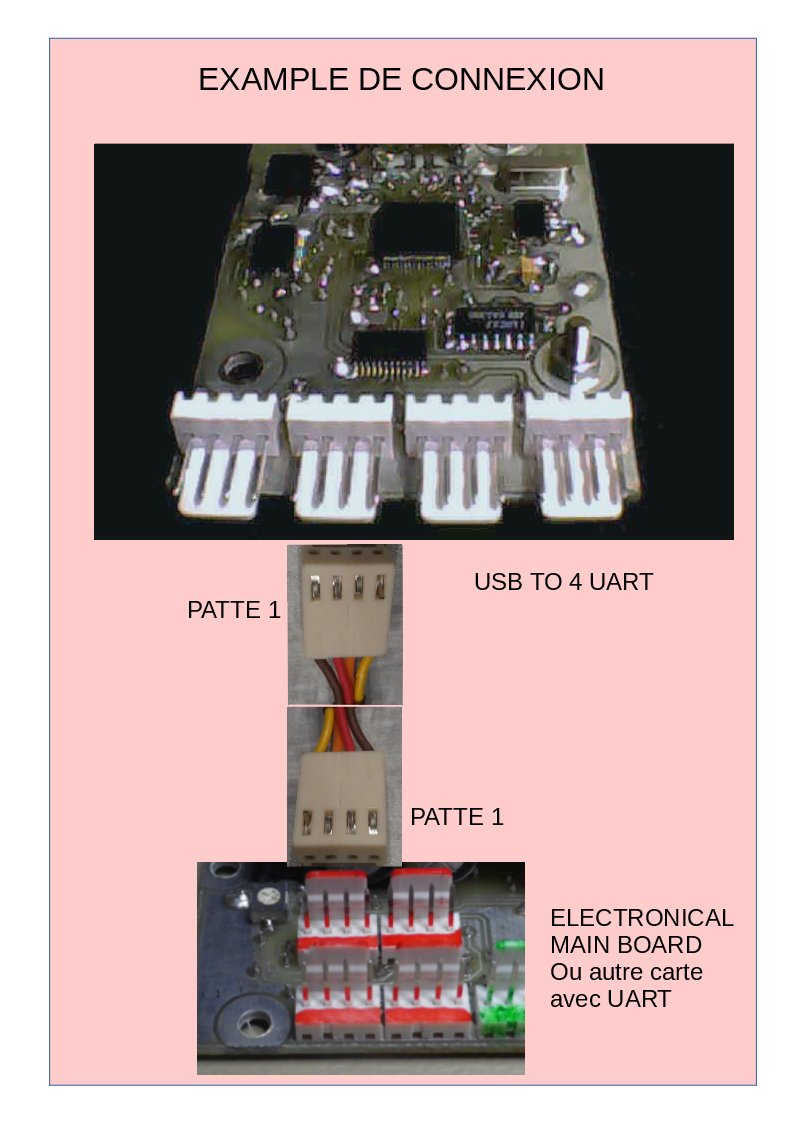 EXAMPLE DE CONNEXION
USB TO 4 UART
PATTE 1
PATTE 1
ELECTRONICAL
MAIN BOARD
Ou autre carte
avec UART